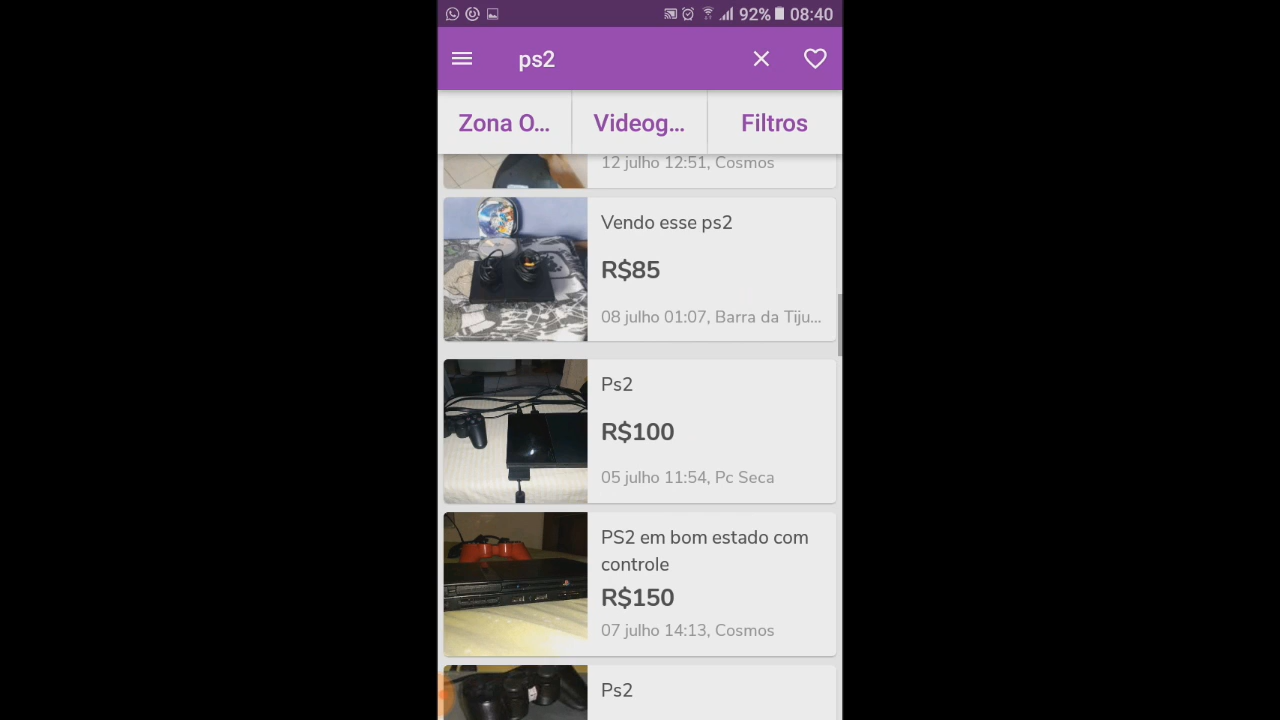 92% 08:40
ps2
Zona O...
Videog...
Filtros
12 julho 12:51, Cosmos
Vendo esse ps2
R$85
08 julho 01:07, Barra da Tiju...
Ps2
R$100
05 julho 11:54, Pc Seca
PS2 em bom estado com
controle
R$150
07 julho 14:13, Cosmos
Ps2